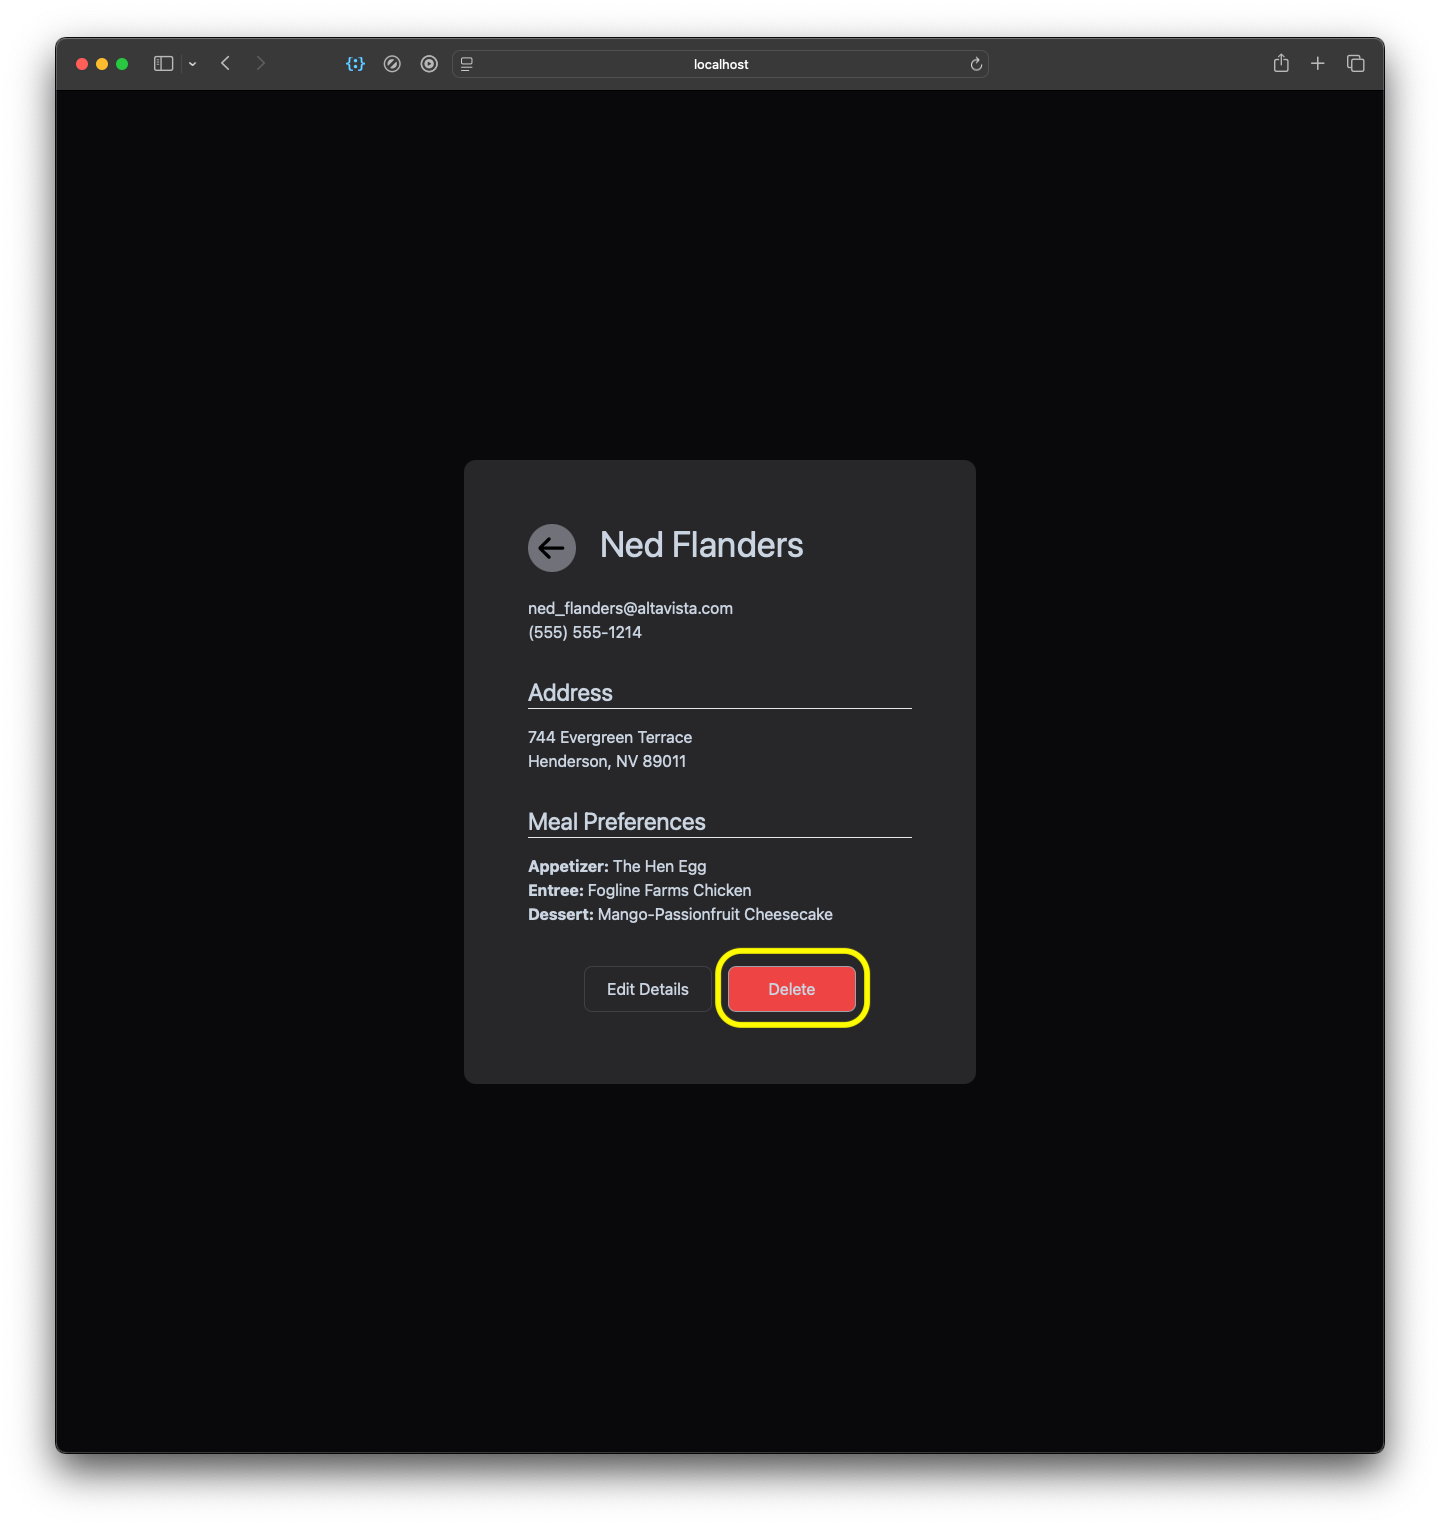 localhost
Ned Flanders
ned_flanders@altavista.com
(555) 555-1214
Address
744 Evergreen Terrace
Henderson, NV 89011
Meal Preferences
Appetizer: The Hen Egg
Entree: Fogline Farms Chicken
Dessert: Mango-Passionfruit Cheesecake
Edit Details Delete